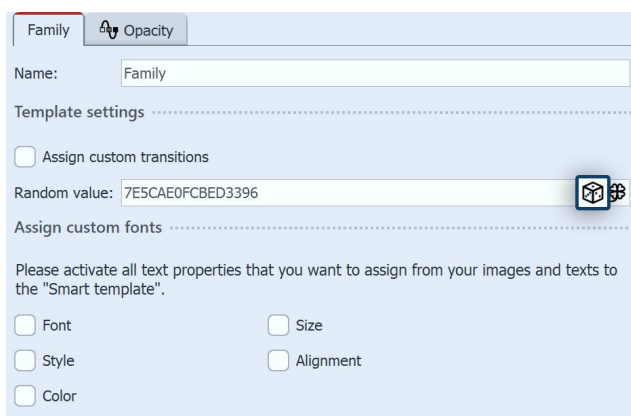 Family
Opacity
Name: Family
Template settings
Assign custom transitions
Random value: 7E5CAE0FCBED3396
Assign custom fonts
Please activate all text properties that you want to assign from your images and texts to
the "Smart template".
Font
Size
Style
Alignment
Color